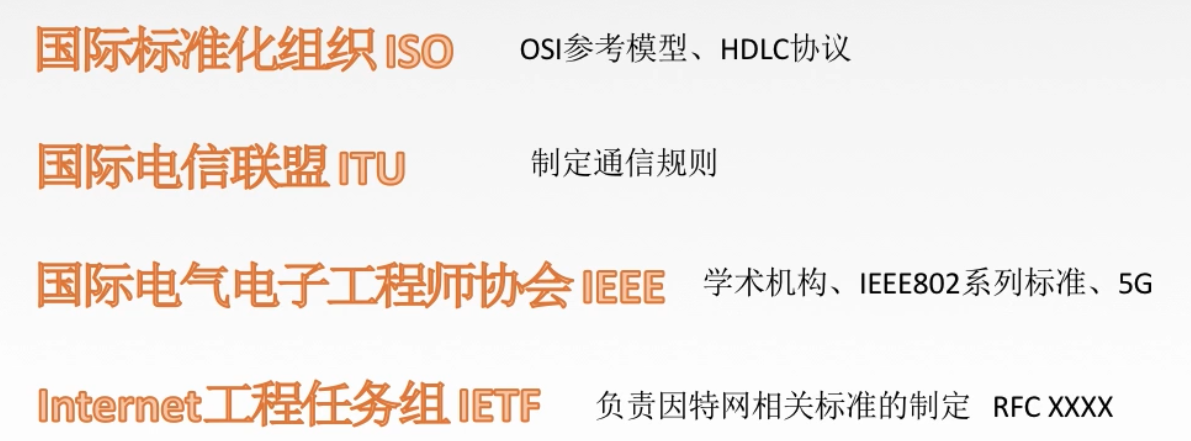 国际标准化组织 ISO OSI参考模型、HDLC协议
国际电信联盟 ITU 制定通信规则
国际电气电子工程师协会 IEEE 学术机构、IEEE802系列标准、5G
Internet工程任务组 IETF 负责因特网相关标准的制定 RFC XXXX